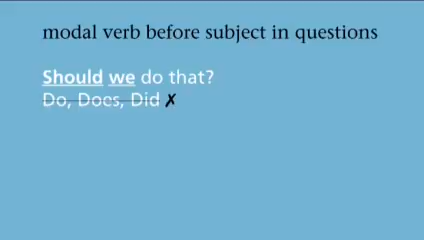 modal verb before subject in questions
Should we do that?
Do, Does, Did ✗